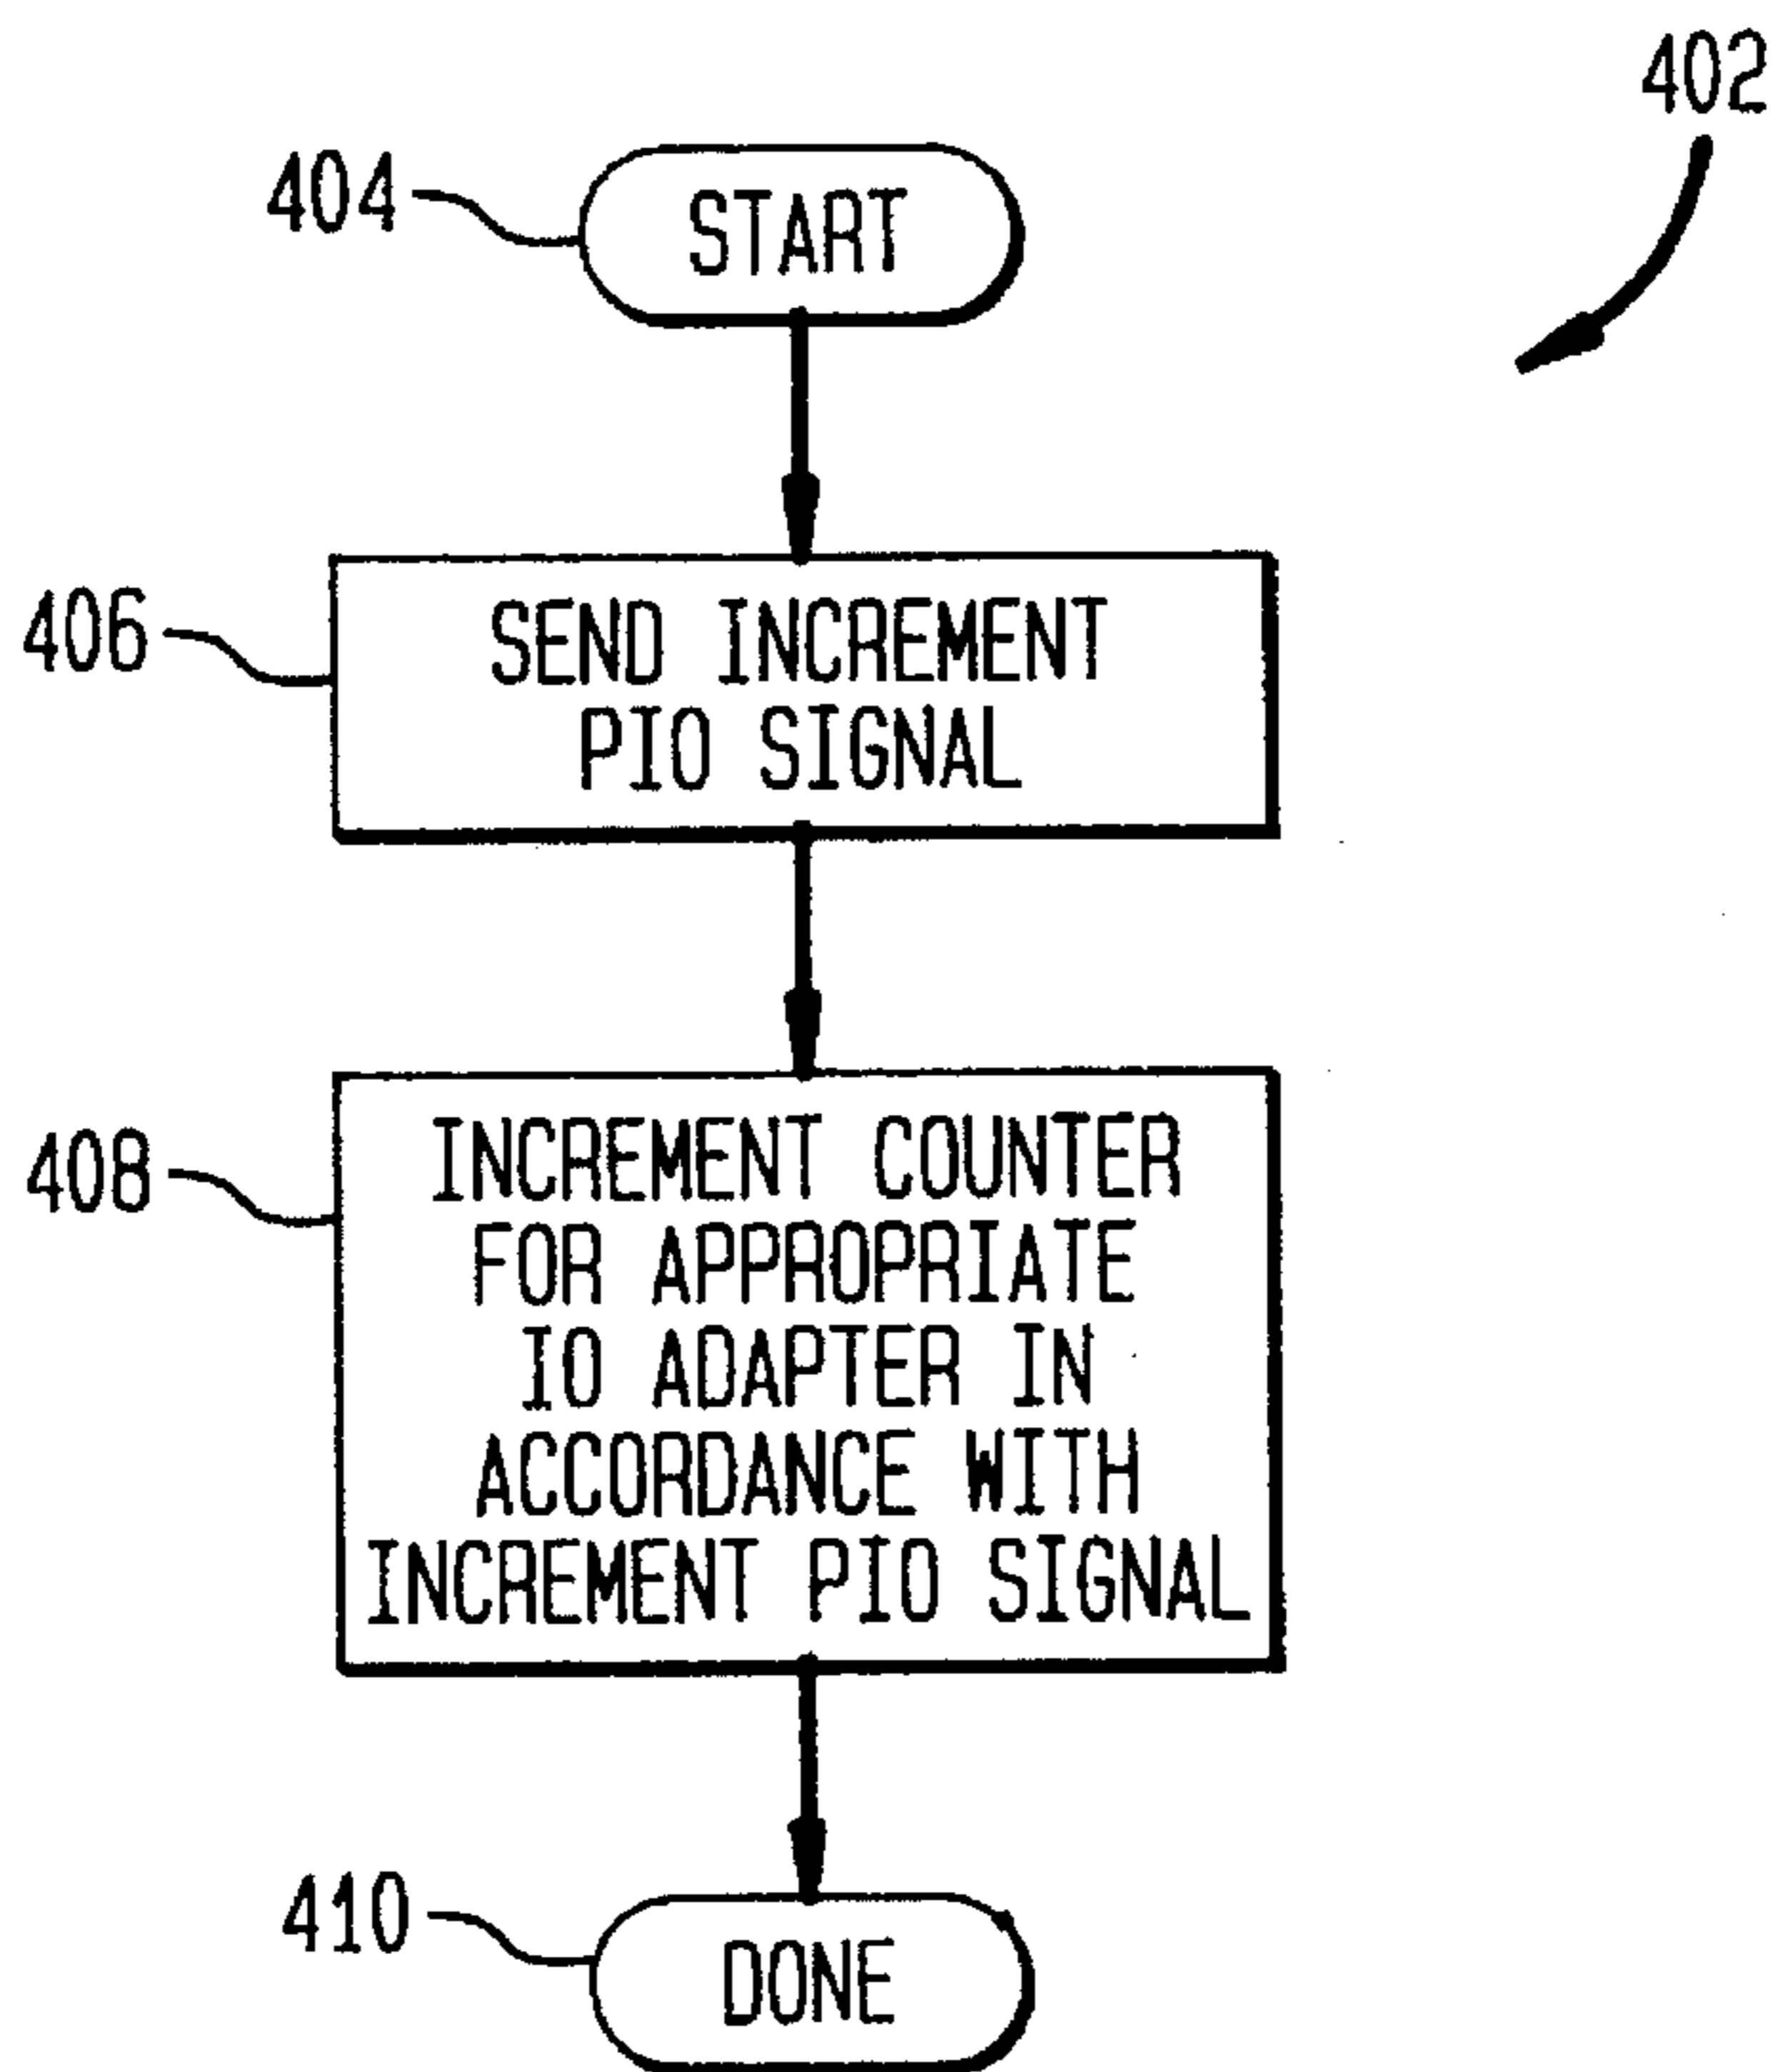 402
404
START
406
SEND INCREMENT
PIO SIGNAL
408
INCREMENT COUNTER
FOR APPROPRIATE
IO ADAPTER IN
ACCORDANCE WITH
INCREMENT PIO SIGNAL
410
DONE